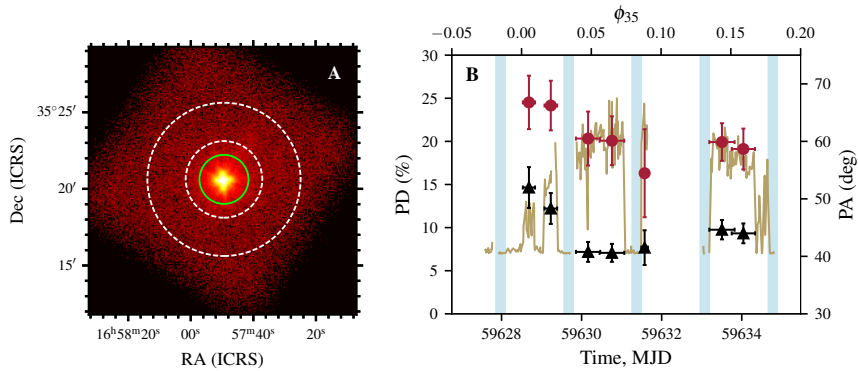 A
35°25′
20′
15′
Dec (ICRS)
16ʰ58ᵐ20ˢ 00ˢ 57ᵐ40ˢ 20ˢ
RA (ICRS)
ϕ₃₅
−0.05 0.00 0.05 0.10 0.15 0.20
B
30
25
20
15
10
5
0
PD (%)
70
60
50
40
30
PA (deg)
59628 59630 59632 59634
Time, MJD